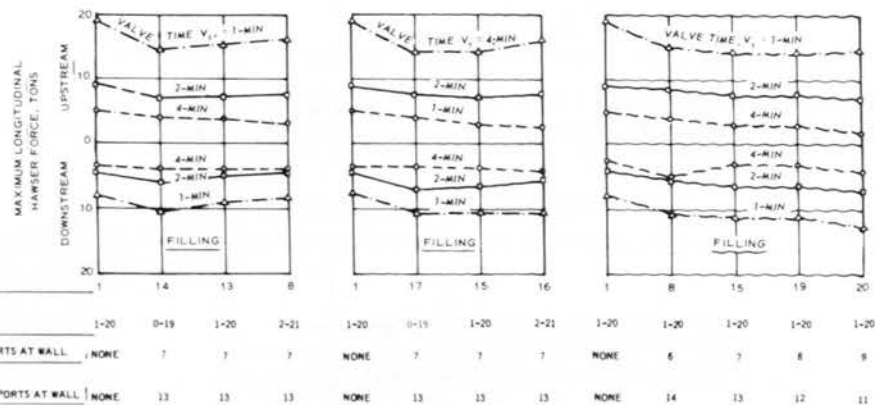 20
10
0
10
20
MAXIMUM LONGITUDINAL
HAWSER FORCE, TONS
DOWNSTREAM UPSTREAM
VALVE TIME Vt, = 1-MIN
2-MIN
4-MIN
4-MIN
2-MIN
1-MIN
FILLING
1 14 13 8
VALVE TIME Vt = 4-MIN
2-MIN
1-MIN
4-MIN
2-MIN
1-MIN
FILLING
1 17 15 16
VALVE TIME, Vt = 1-MIN
2-MIN
4-MIN
4-MIN
2-MIN
1-MIN
FILLING
1 8 15 19 20
1-20 0-19 1-20 2-21 1-20 0-19 1-20 2-21 1-20 1-20 1-20 1-20 1-20
RTS AT WALL NONE 7 7 7 NONE 7 7 7 NONE 6 7 8 9
PORTS AT WALL NONE 13 13 13 NONE 13 13 13 NONE 14 13 12 11